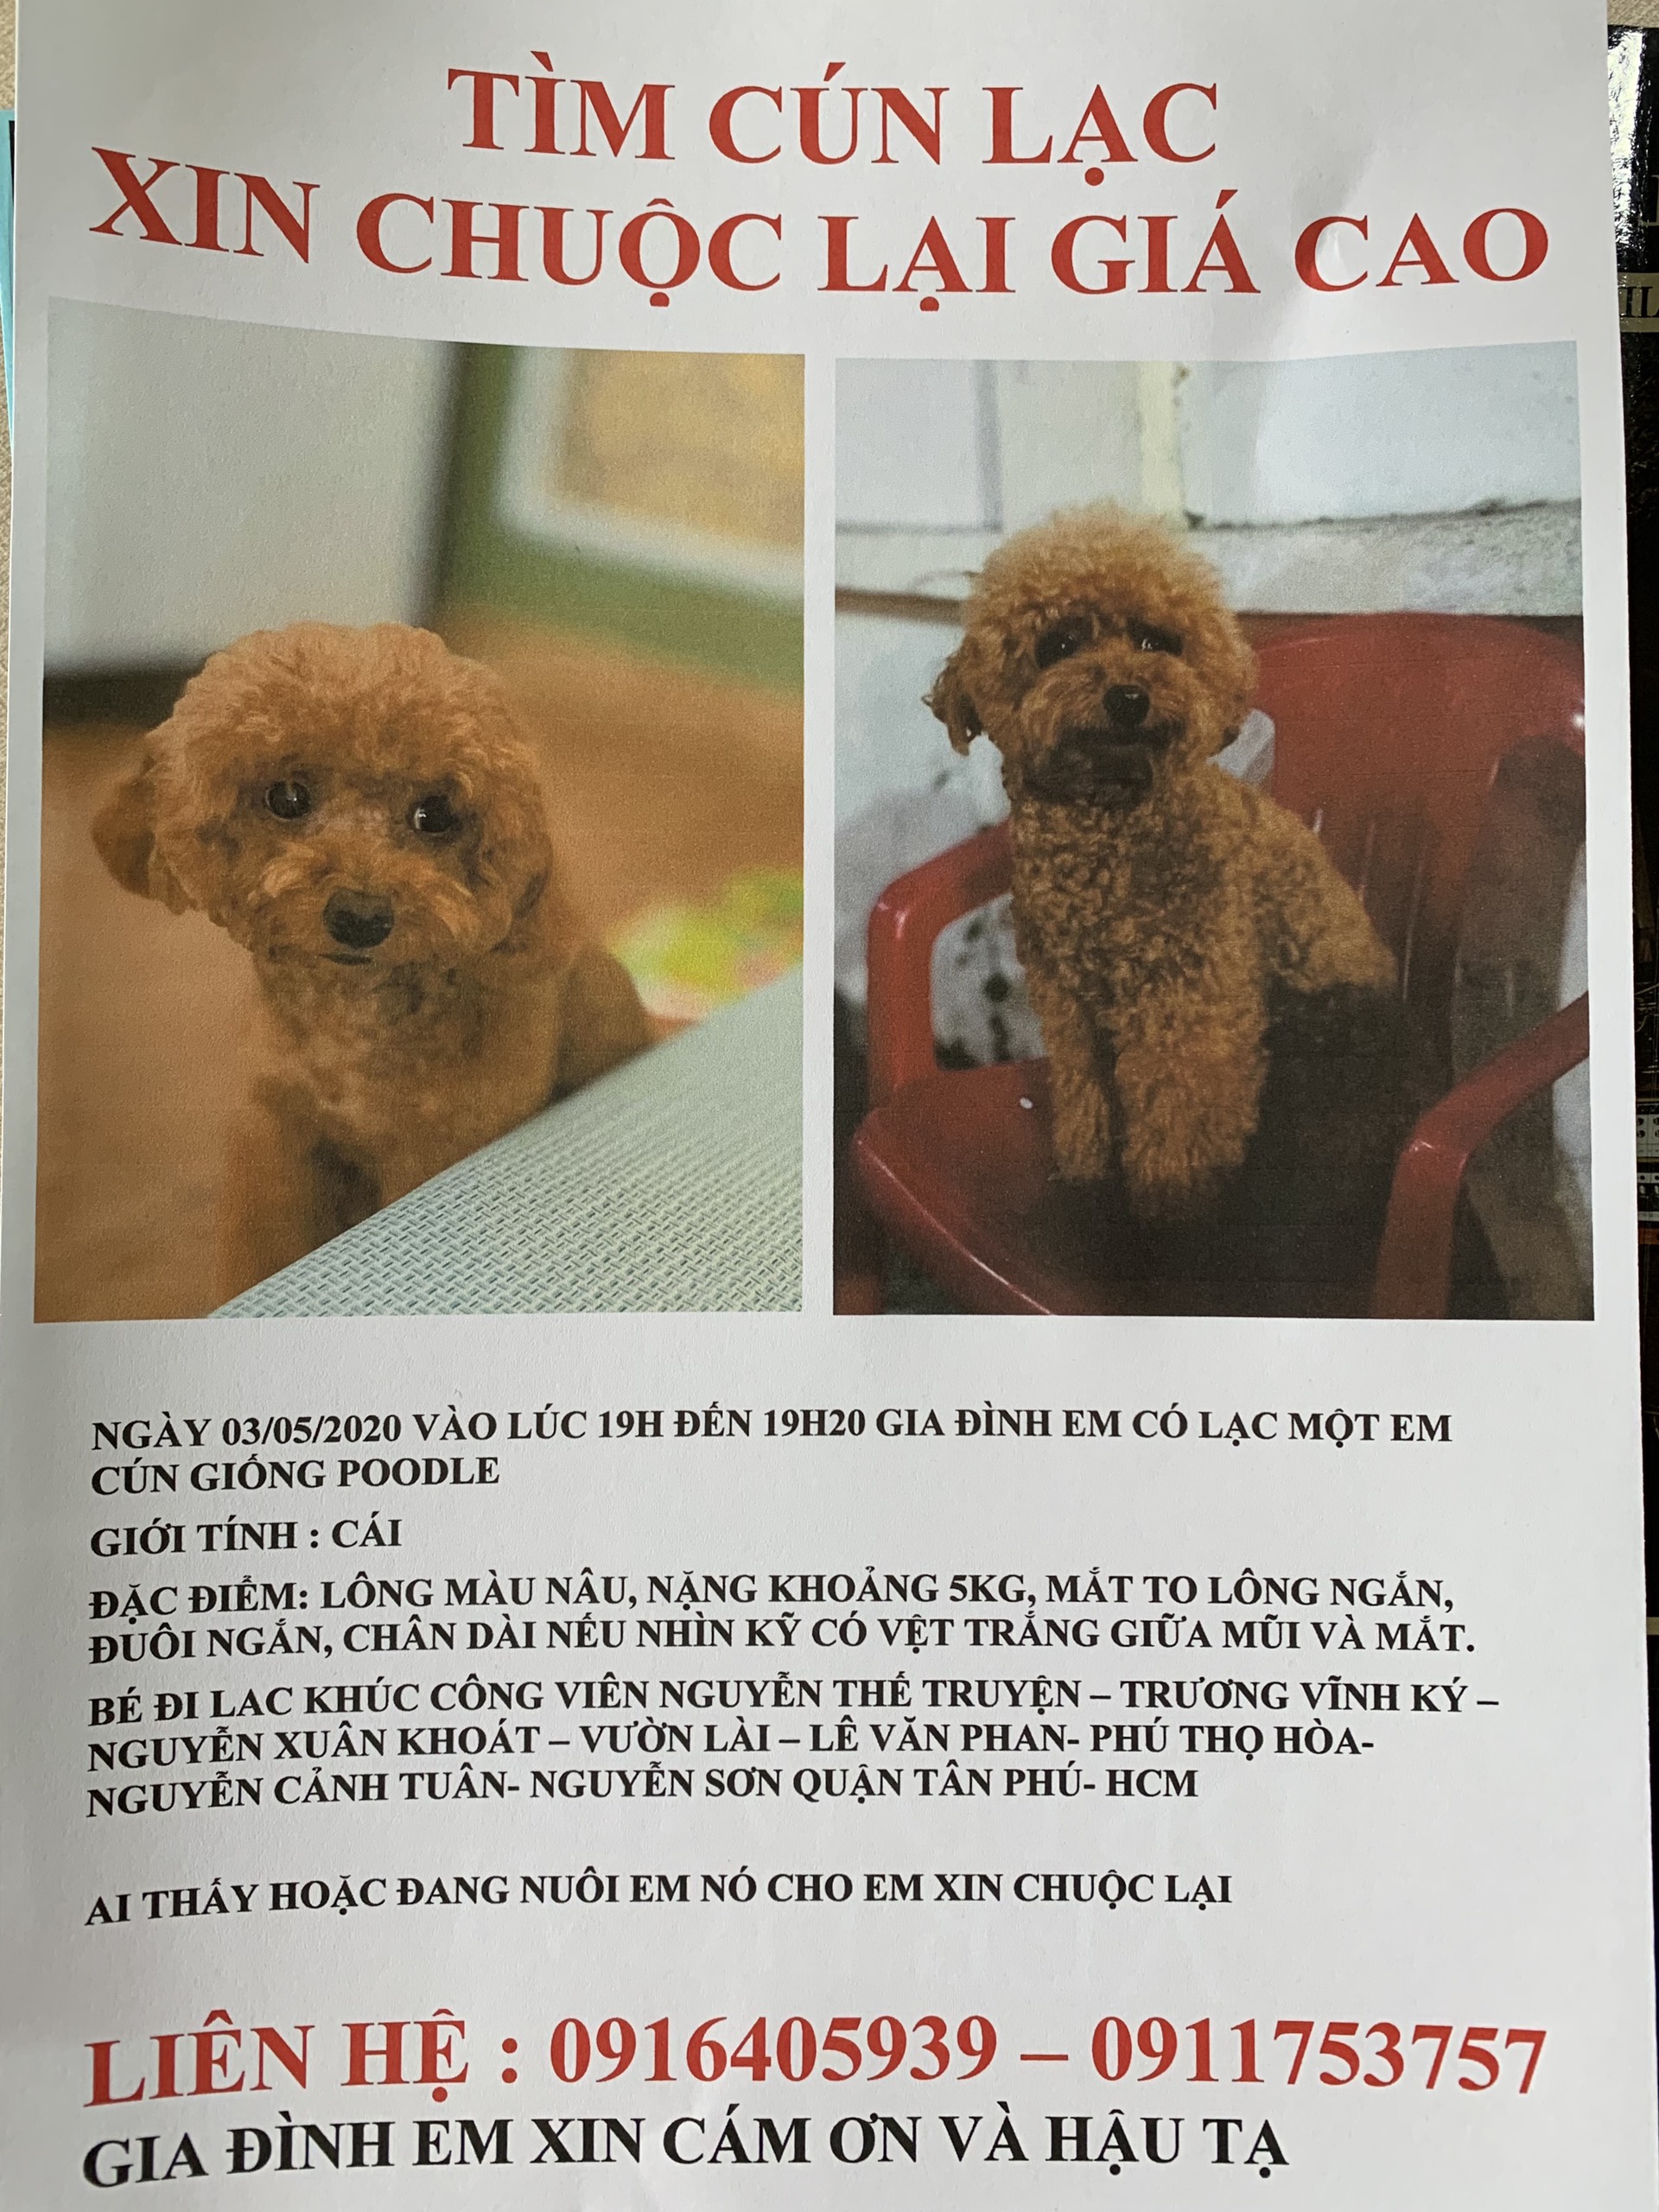 TÌM CÚN LẠC
XIN CHUỘC LẠI GIÁ CAO
NGÀY 03/05/2020 VÀO LÚC 19H ĐẾN 19H20 GIA ĐÌNH EM CÓ LẠC MỘT EM
CÚN GIỐNG POODLE
GIỚI TÍNH : CÁI
ĐẶC ĐIỂM: LÔNG MÀU NÂU, NẶNG KHOẢNG 5KG, MẮT TO LÔNG NGẮN,
ĐUÔI NGẮN, CHÂN DÀI NẾU NHÌN KỸ CÓ VỆT TRẮNG GIỮA MŨI VÀ MẮT.
BÉ ĐI LAC KHÚC CÔNG VIÊN NGUYỄN THẾ TRUYỆN – TRƯƠNG VĨNH KÝ –
NGUYỄN XUÂN KHOÁT – VƯỜN LÀI – LÊ VĂN PHAN- PHÚ THỌ HÒA-
NGUYỄN CẢNH TUÂN- NGUYỄN SƠN QUẬN TÂN PHÚ- HCM
AI THẤY HOẶC ĐANG NUÔI EM NÓ CHO EM XIN CHUỘC LẠI
LIÊN HỆ : 0916405939 – 0911753757
GIA ĐÌNH EM XIN CÁM ƠN VÀ HẬU TẠ